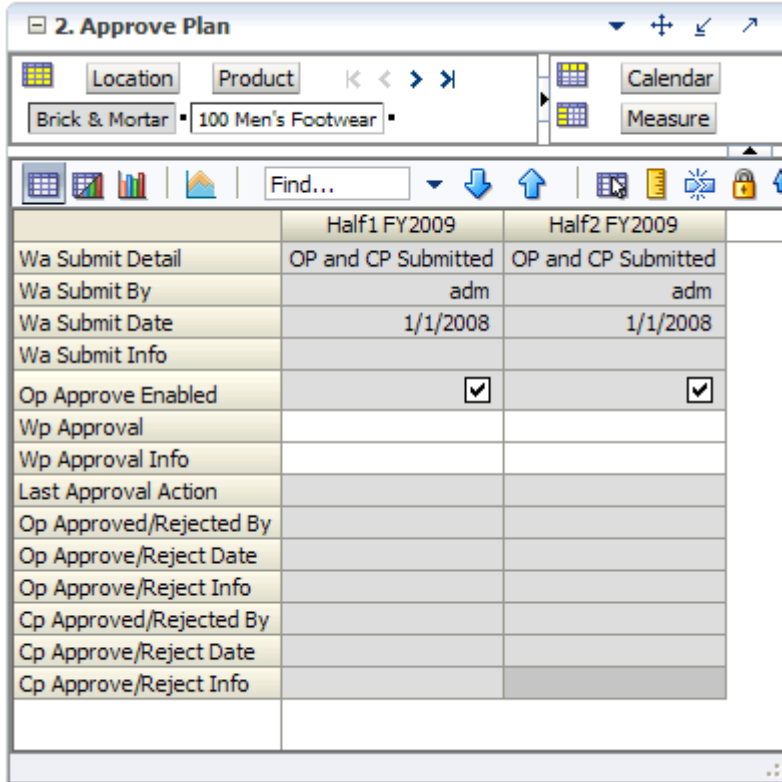 2. Approve Plan
Location Product Calendar
Brick & Mortar 100 Men's Footwear Measure
Find...
Half1 FY2009 Half2 FY2009
Wa Submit Detail OP and CP Submitted OP and CP Submitted
Wa Submit By adm adm
Wa Submit Date 1/1/2008 1/1/2008
Wa Submit Info
Op Approve Enabled
Wp Approval
Wp Approval Info
Last Approval Action
Op Approved/Rejected By
Op Approve/Reject Date
Op Approve/Reject Info
Cp Approved/Rejected By
Cp Approve/Reject Date
Cp Approve/Reject Info